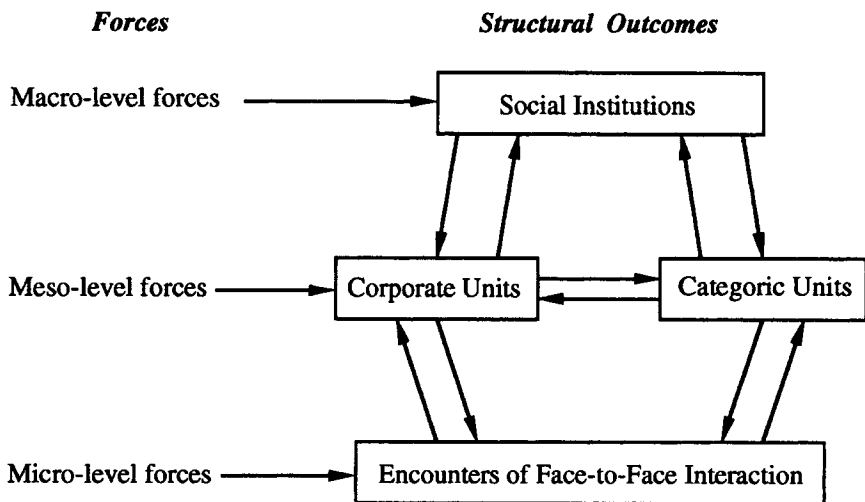 Forces Structural Outcomes
Macro-level forces Social Institutions
Meso-level forces Corporate Units Categoric Units
Micro-level forces Encounters of Face-to-Face Interaction